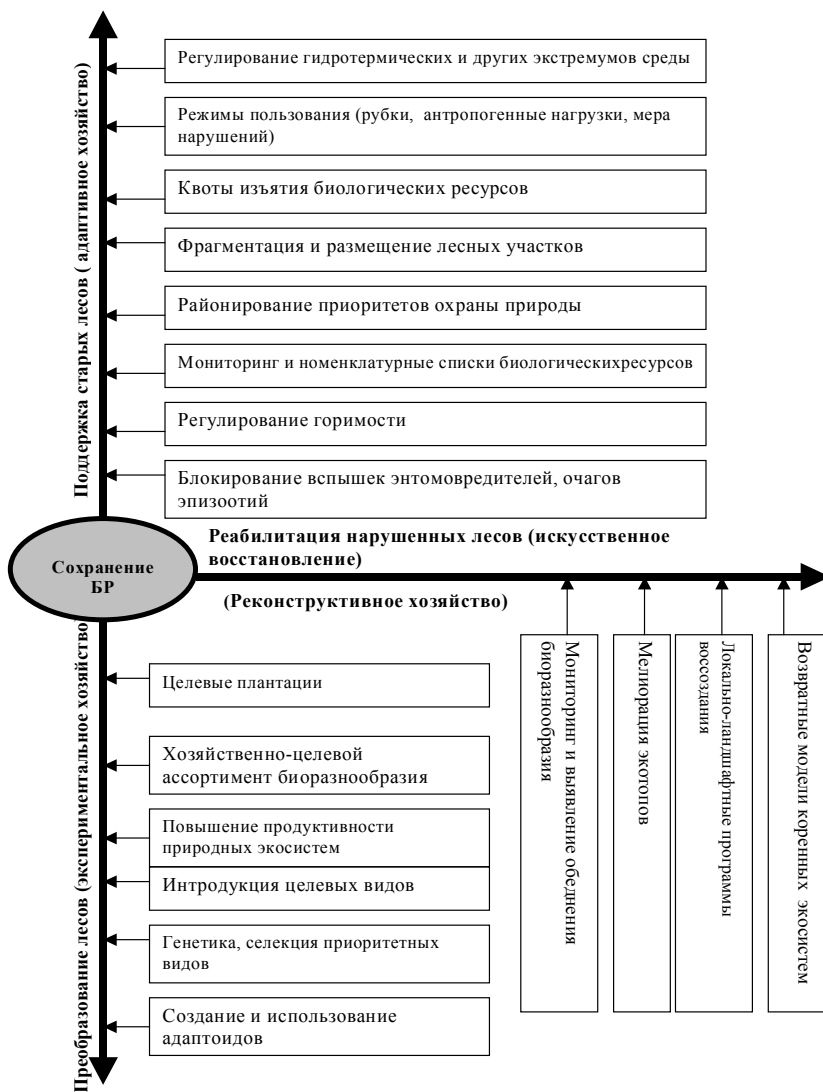 Поддержка старых лесов ( адаптивное хозяйство)
Регулирование гидротермических и других экстремумов среды
Режимы пользования (рубки, антропогенные нагрузки, мера
нарушений)
Квоты изъятия биологических ресурсов
Фрагментация и размещение лесных участков
Районирование приоритетов охраны природы
Мониторинг и номенклатурные списки биологическихресурсов
Регулирование горимости
Блокирование вспышек энтомовредителей, очагов
эпизоотий
Сохранение
БР
Реабилитация нарушенных лесов (искусственное
восстановление)
(Реконструктивное хозяйство)
Мониторинг и выявление обеднения
биоразнообразия
Мелиорация экотопов
Локально-ландшафтные программы
воссоздания
Возвратные модели коренных экосистем
Преобразование лесов (экспериментальное хозяйство)
Целевые плантации
Хозяйственно-целевой
ассортимент биоразнообразия
Повышение продуктивности
природных экосистем
Интродукция целевых видов
Генетика, селекция приоритетных
видов
Создание и использование
адаптоидов